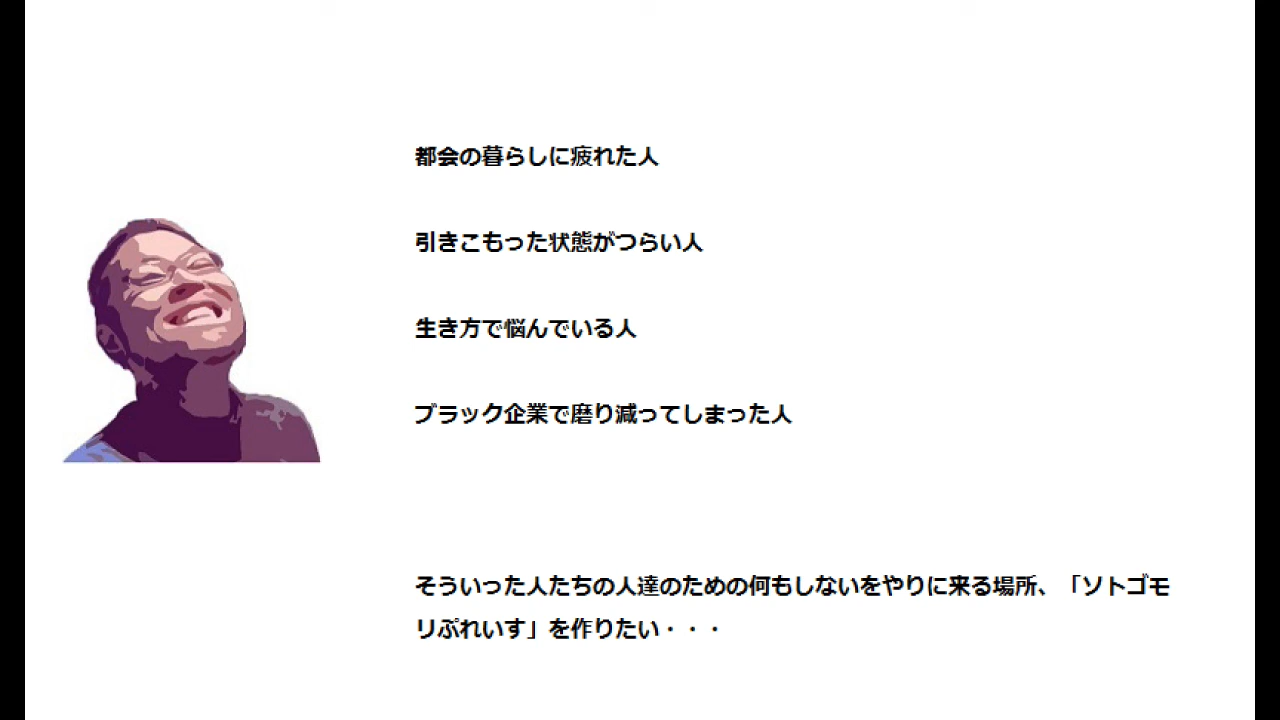 都会の暮らしに疲れた人
引きこもった状態がつらい人
生き方で悩んでいる人
ブラック企業で磨り減ってしまった人
そういった人たちの人達のための何もしないをやりに来る場所、「ソトゴモ
リぷれいす」を作りたい・・・